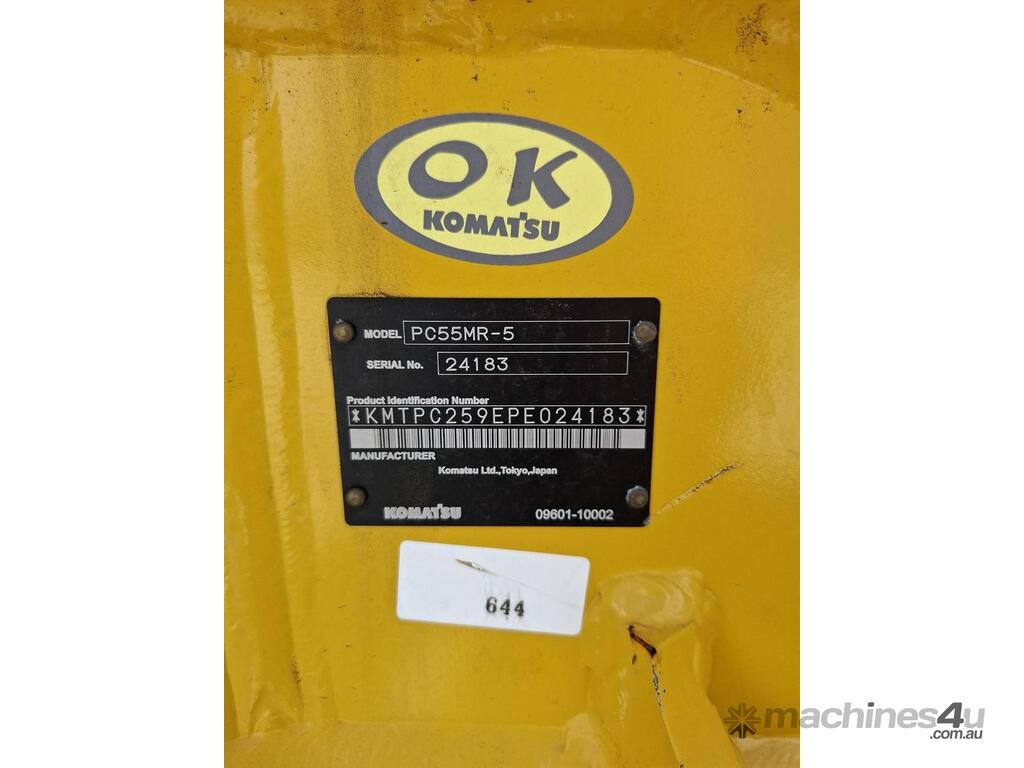 OK
KOMATSU
MODEL PC55MR-5
SERIAL No. 24183
Product Identification Number
*KMTPC259EPE024183*
MANUFACTURER
Komatsu Ltd.,Tokyo,Japan
KOMATSU 09601-10002
644
machines4u
.com.au